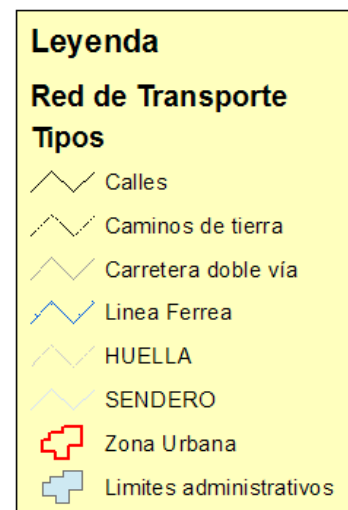 Leyenda
Red de Transporte
Tipos
Calles
Caminos de tierra
Carretera doble vía
Linea Ferrea
HUELLA
SENDERO
Zona Urbana
Limites administrativos